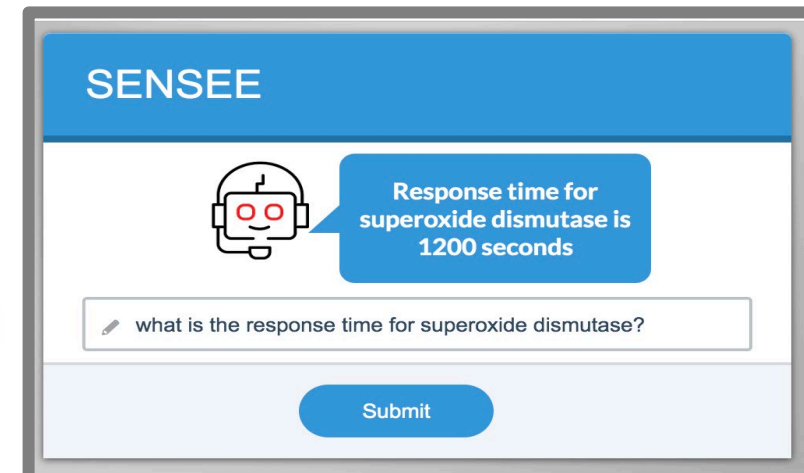 SENSEE
Response time for
superoxide dismutase is
1200 seconds
what is the response time for superoxide dismutase?
Submit